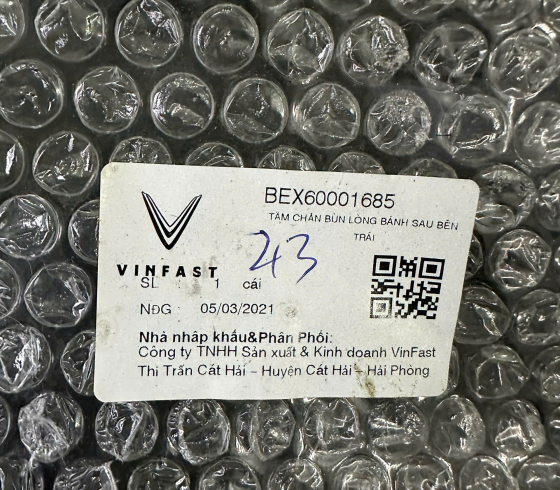 BEX60001685
TẤM CHẮN BÙN LÒNG BÁNH SAU BÊN
TRÁI
VINFAST
43
SL : 1 cái
NĐG : 05/03/2021
Nhà nhập khẩu&Phân Phối:
Công ty TNHH Sản xuất & Kinh doanh VinFast
Thị Trấn Cát Hải – Huyện Cát Hải – Hải Phòng